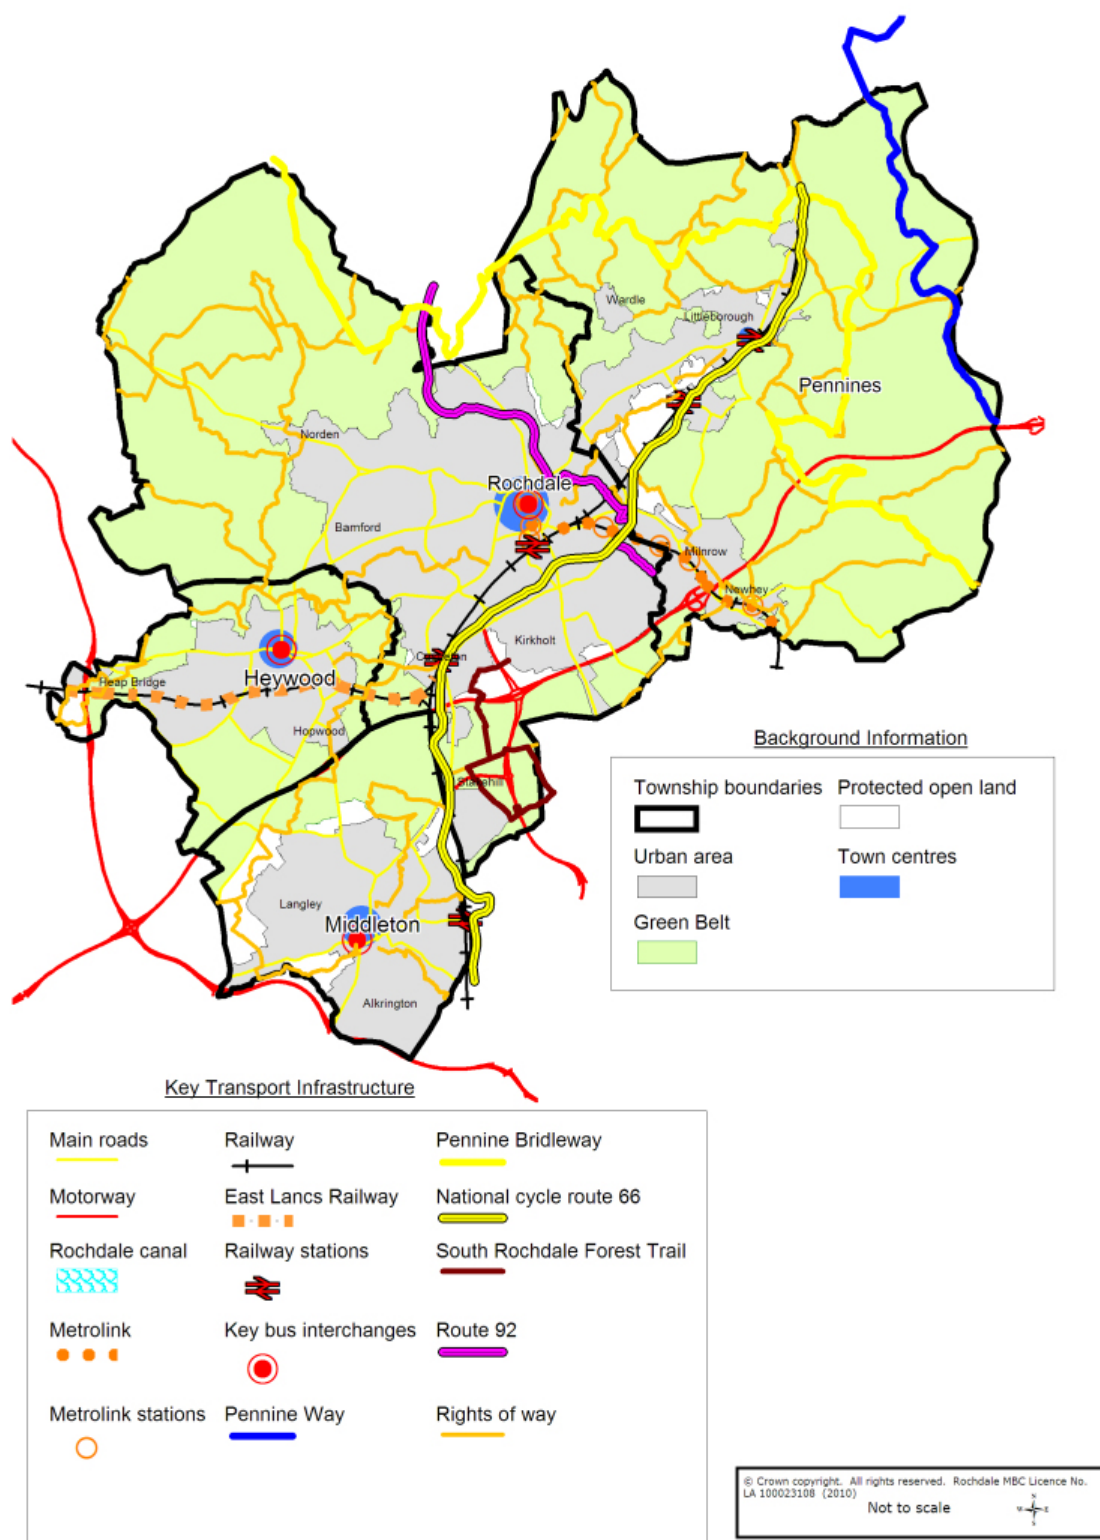 Wardle
Littleborough
Pennines
Norden
Rochdale
Bamford
Milnrow
Newhey
Kirkholt
Heap Bridge
Heywood
Hopwood
Langley
Middleton
Alkrington
Background Information
Township boundaries Protected open land
Urban area Town centres
Green Belt
Key Transport Infrastructure
Main roads Railway Pennine Bridleway
Motorway East Lancs Railway National cycle route 66
Rochdale canal Railway stations South Rochdale Forest Trail
Metrolink Key bus interchanges Route 92
Metrolink stations Pennine Way Rights of way
© Crown copyright. All rights reserved. Rochdale MBC Licence No.
LA 100023108 (2010)
Not to scale
N
W E
S